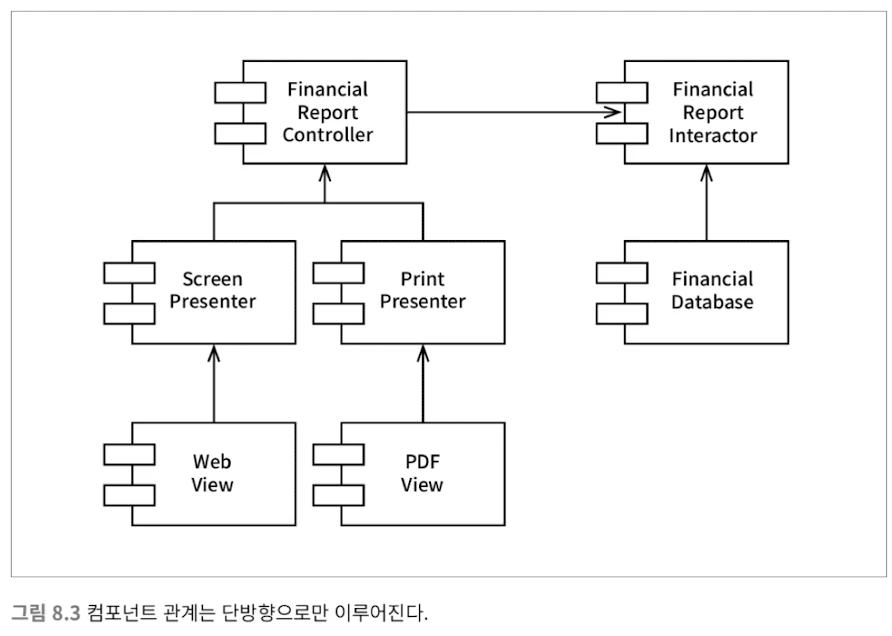 Financial
Report
Controller
Financial
Report
Interactor
Screen
Presenter
Print
Presenter
Financial
Database
Web
View
PDF
View
그림 8.3 컴포넌트 관계는 단방향으로만 이루어진다.